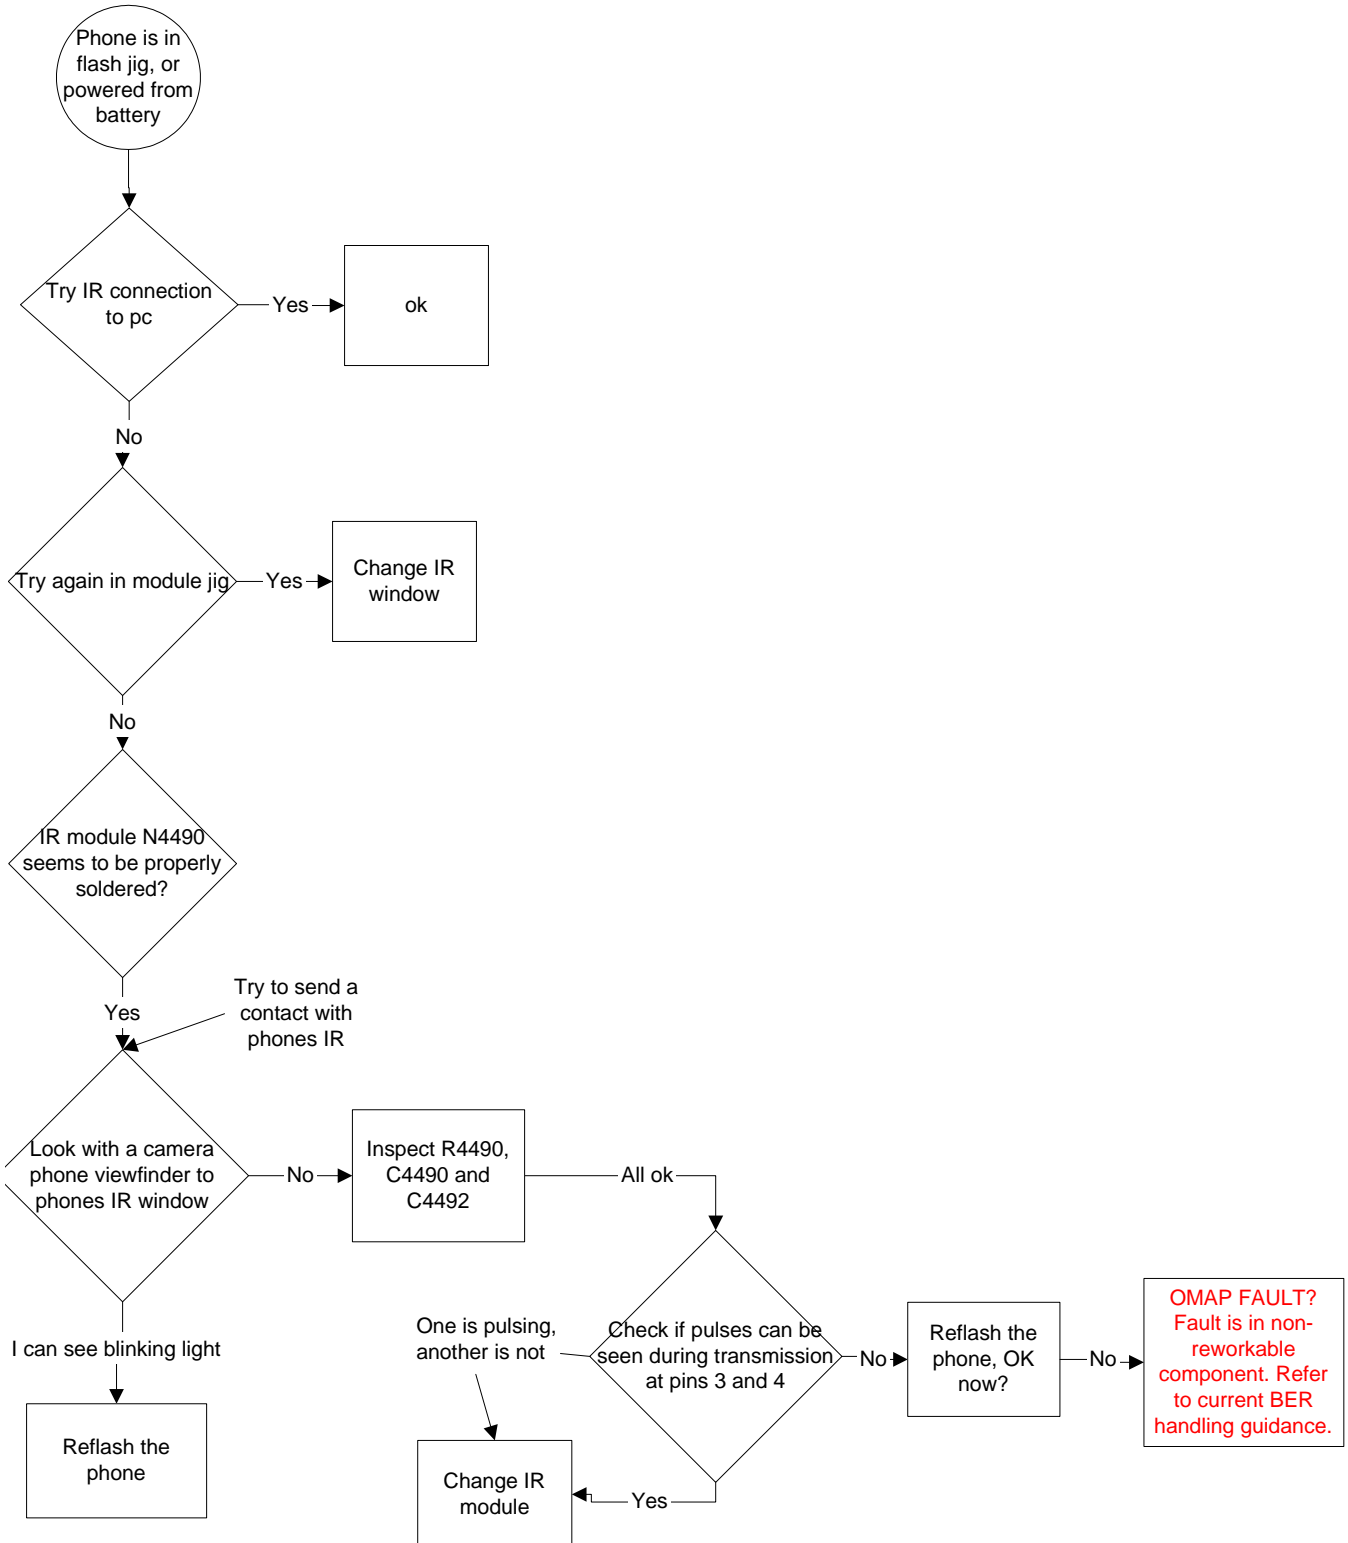 Phone is in
flash jig, or
powered from
battery
Try IR connection
to pc
Yes
ok
No
Try again in module jig
Yes
Change IR
window
No
IR module N4490
seems to be properly
soldered?
Yes
Try to send a
contact with
phones IR
Look with a camera
phone viewfinder to
phones IR window
No
Inspect R4490,
C4490 and
C4492
All ok
I can see blinking light
Reflash the
phone
One is pulsing,
another is not
Check if pulses can be
seen during transmission
at pins 3 and 4
No
Reflash the
phone, OK
now?
No
OMAP FAULT?
Fault is in non-
reworkable
component. Refer
to current BER
handling guidance.
Change IR
module
Yes